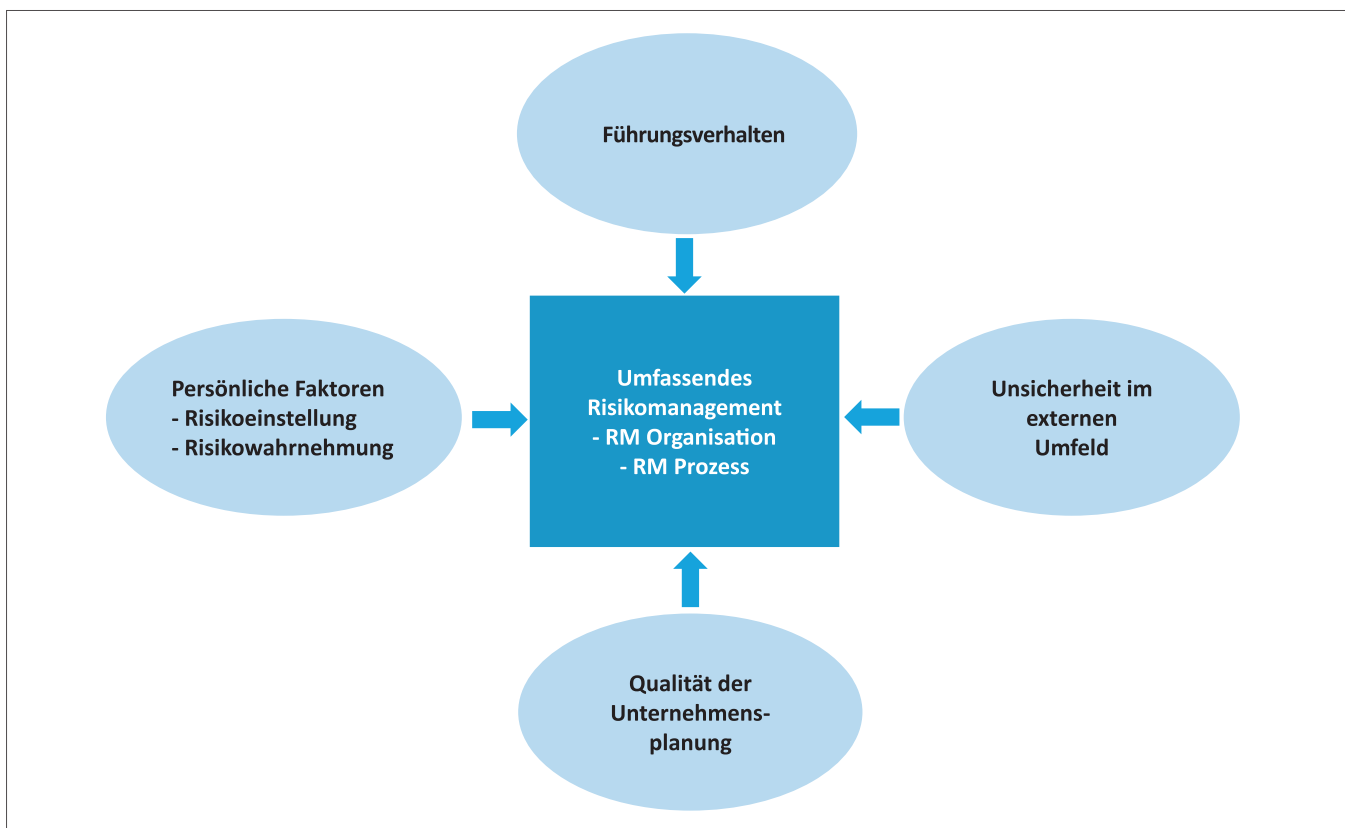 Führungsverhalten
Persönliche Faktoren
- Risikoeinstellung
- Risikowahrnehmung
Umfassendes
Risikomanagement
- RM Organisation
- RM Prozess
Unsicherheit im
externen
Umfeld
Qualität der
Unternehmens-
planung